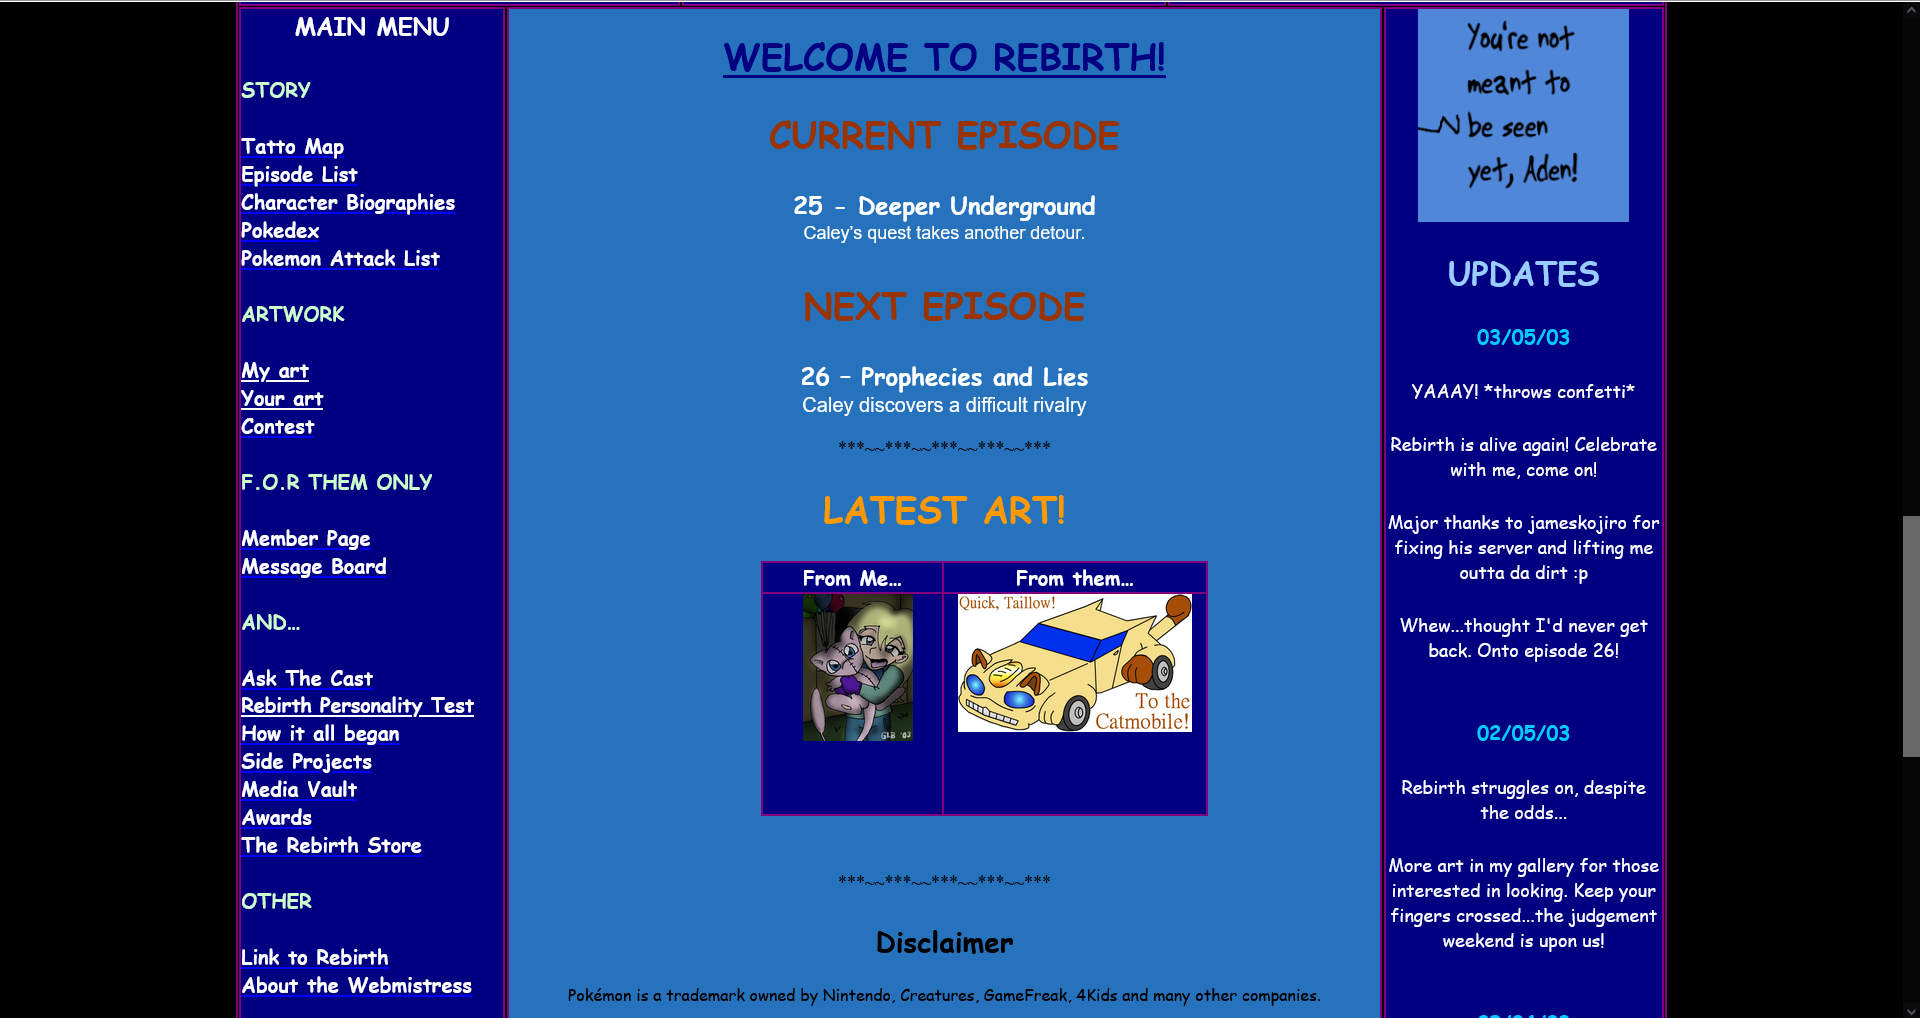 MAIN MENU
STORY
Tatto Map
Episode List
Character Biographies
Pokedex
Pokemon Attack List
ARTWORK
My art
Your art
Contest
F.O.R THEM ONLY
Member Page
Message Board
AND...
Ask The Cast
Rebirth Personality Test
How it all began
Side Projects
Media Vault
Awards
The Rebirth Store
OTHER
Link to Rebirth
About the Webmistress
WELCOME TO REBIRTH!
CURRENT EPISODE
25 - Deeper Underground
Caley's quest takes another detour.
NEXT EPISODE
26 - Prophecies and Lies
Caley discovers a difficult rivalry
***~~***~~***~~***~~***
LATEST ART!
From Me...
From them...
GLB '03
Quick, Taillow!
To the
Catmobile!
***~~***~~***~~***~~***
Disclaimer
Pokémon is a trademark owned by Nintendo, Creatures, GameFreak, 4Kids and many other companies.
You're not
meant to
be seen
yet, Aden!
UPDATES
03/05/03
YAAAY! *throws confetti*
Rebirth is alive again! Celebrate
with me, come on!
Major thanks to jameskojiro for
fixing his server and lifting me
outta da dirt :p
Whew...thought I'd never get
back. Onto episode 26!
02/05/03
Rebirth struggles on, despite
the odds...
More art in my gallery for those
interested in looking. Keep your
fingers crossed...the judgement
weekend is upon us!